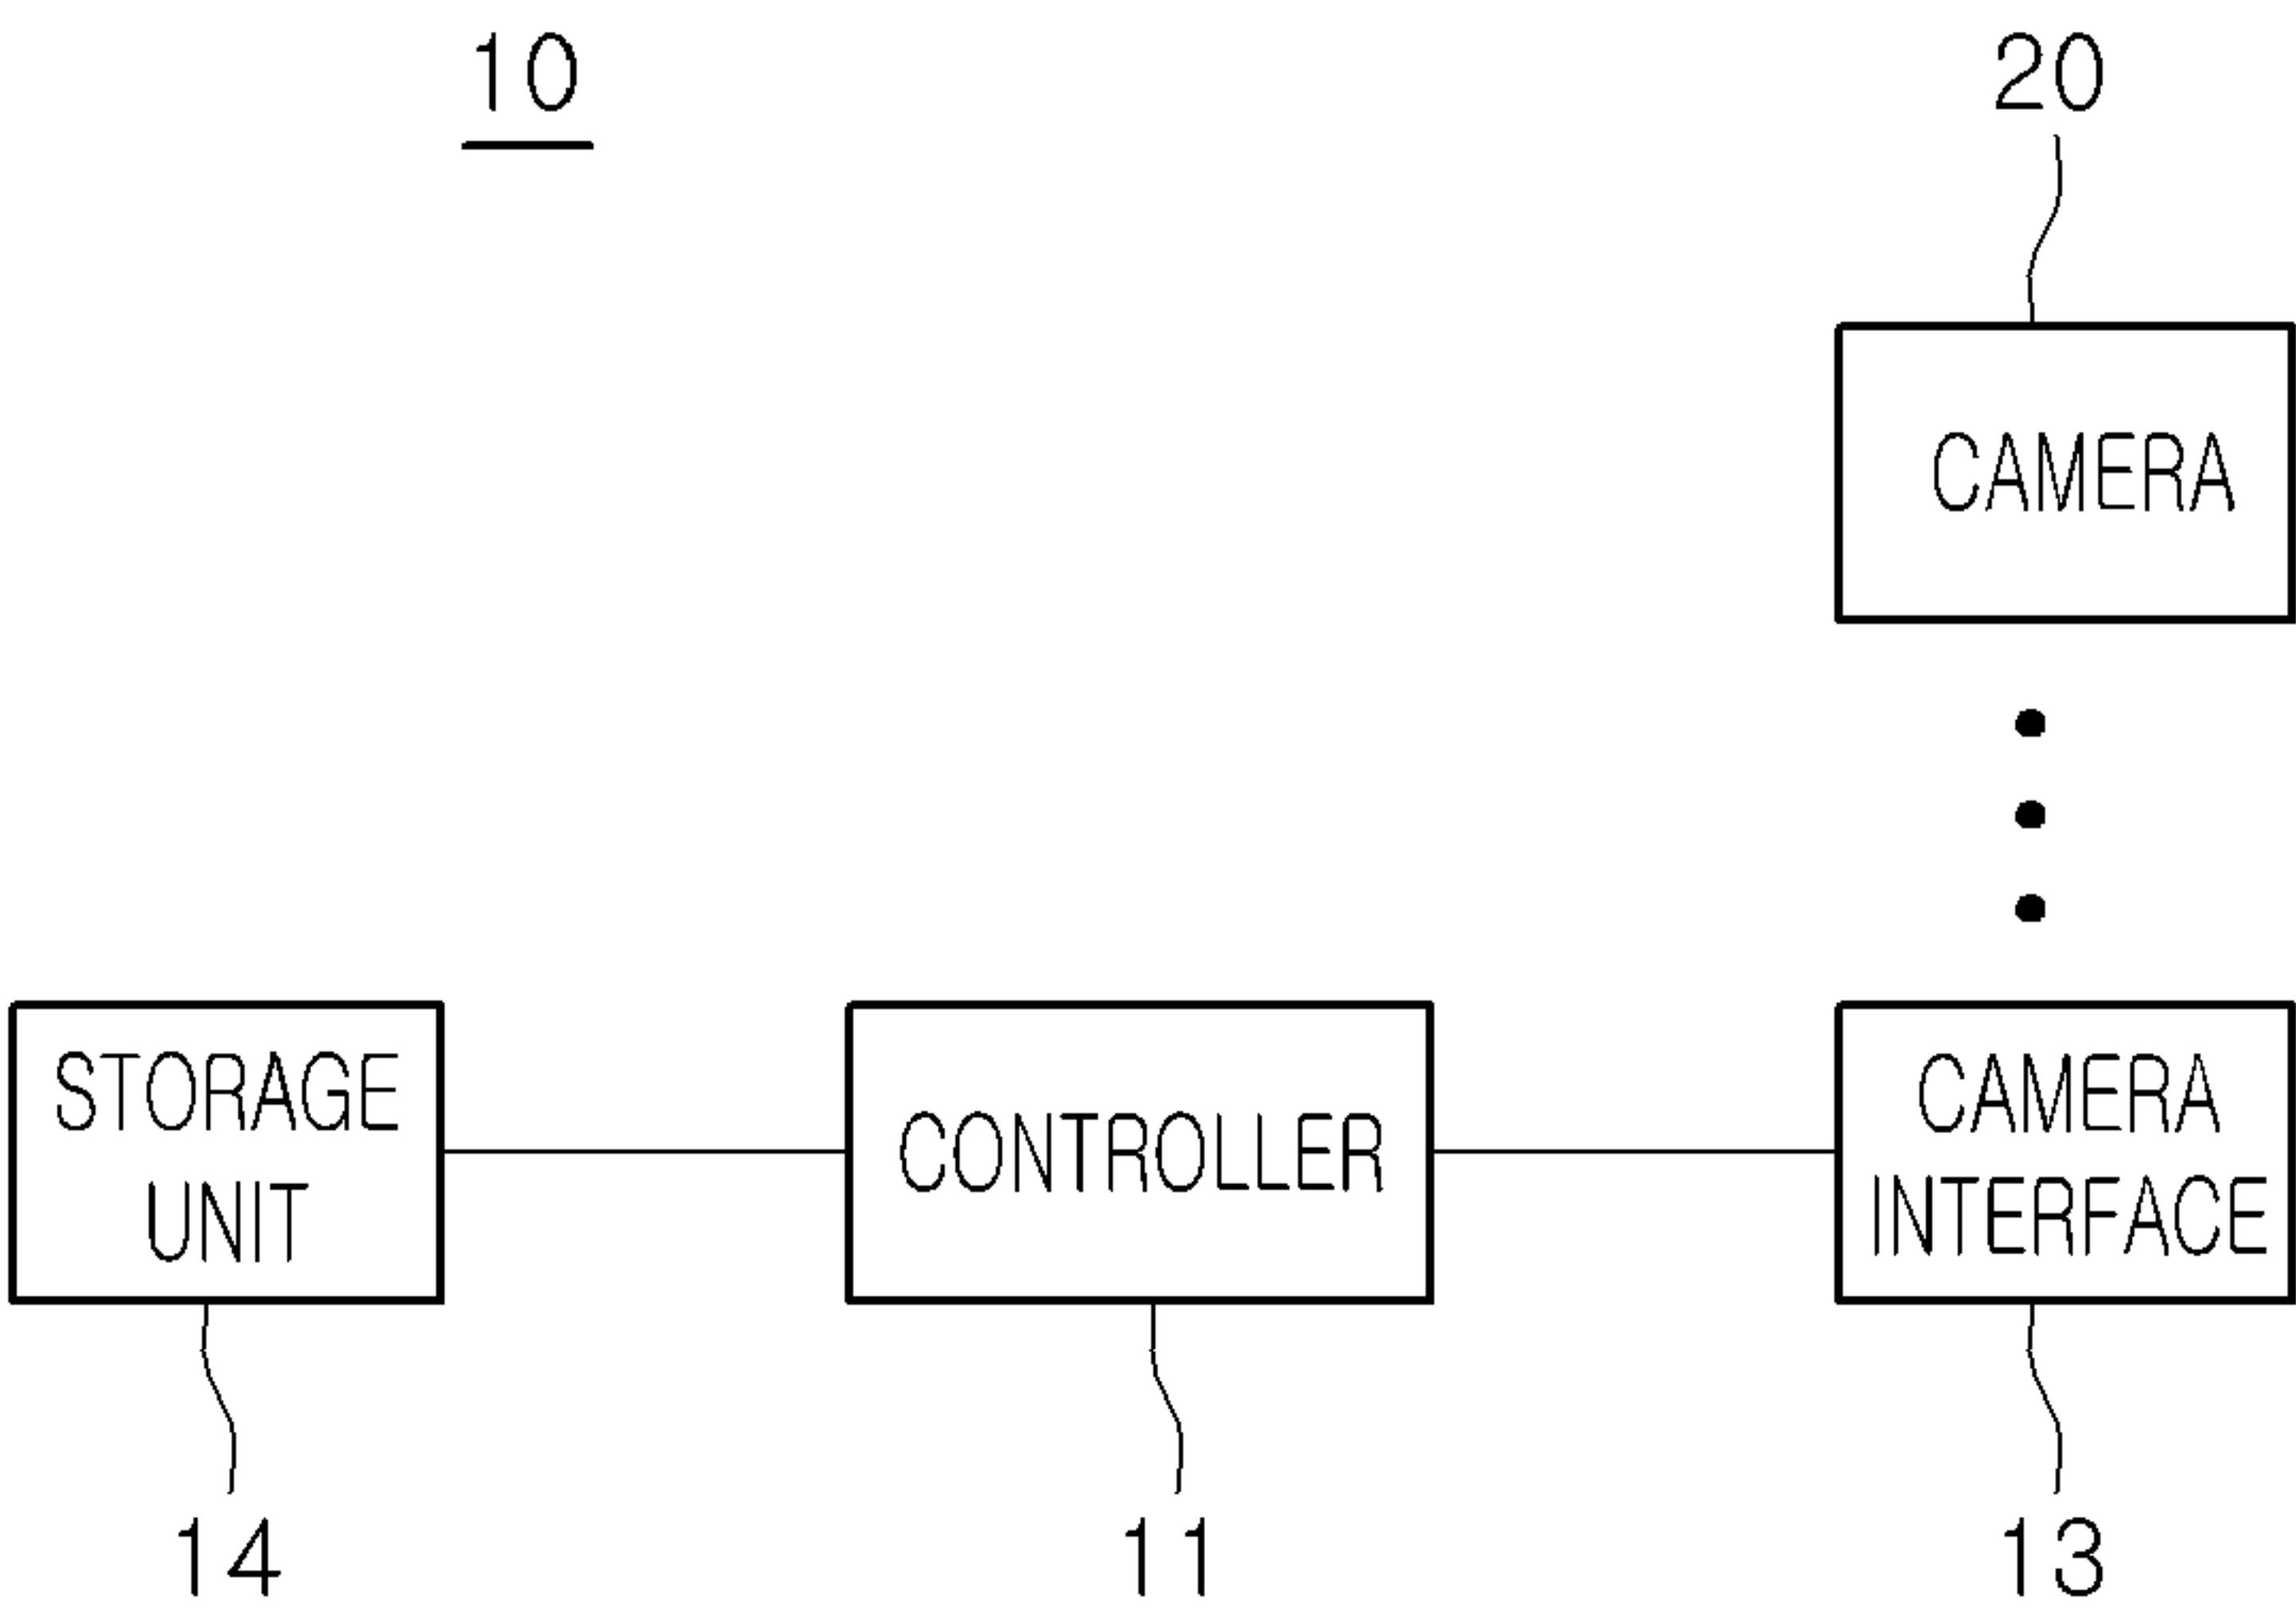 10
20
CAMERA
STORAGE
UNIT
CONTROLLER
CAMERA
INTERFACE
14
11
13